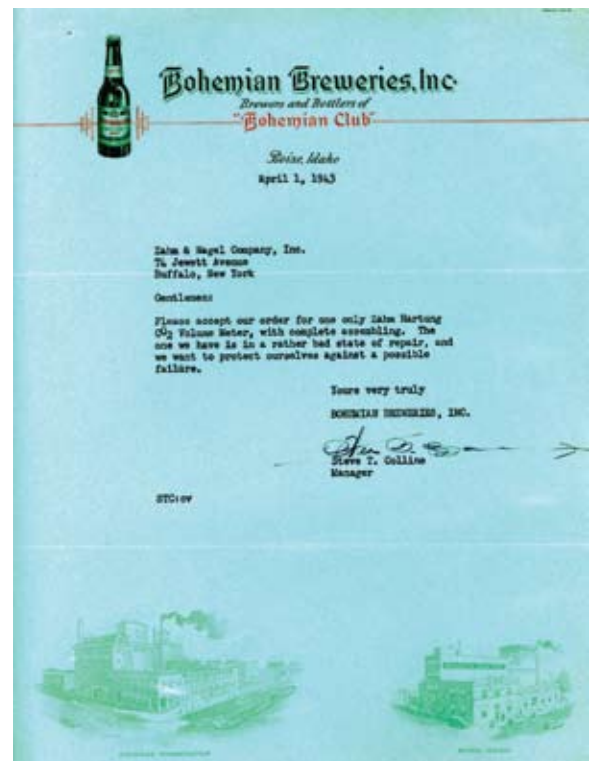 Bohemian Breweries, Inc.
Brewers and Bottlers of
"Bohemian Club"
Boise, Idaho
April 1, 1943
Zahm & Nagel Company, Inc.
74 Jewett Avenue
Buffalo, New York
Gentlemen:
Please accept our order for one only Zahm Hartung
CO2 Volume Meter, with complete assembling. The
one we have is in a rather bad state of repair, and
we want to protect ourselves against a possible
failure.
Yours very truly
BOHEMIAN BREWERIES, INC.
Steve T. Collins
Manager
STC:ov
BOISE, IDAHO